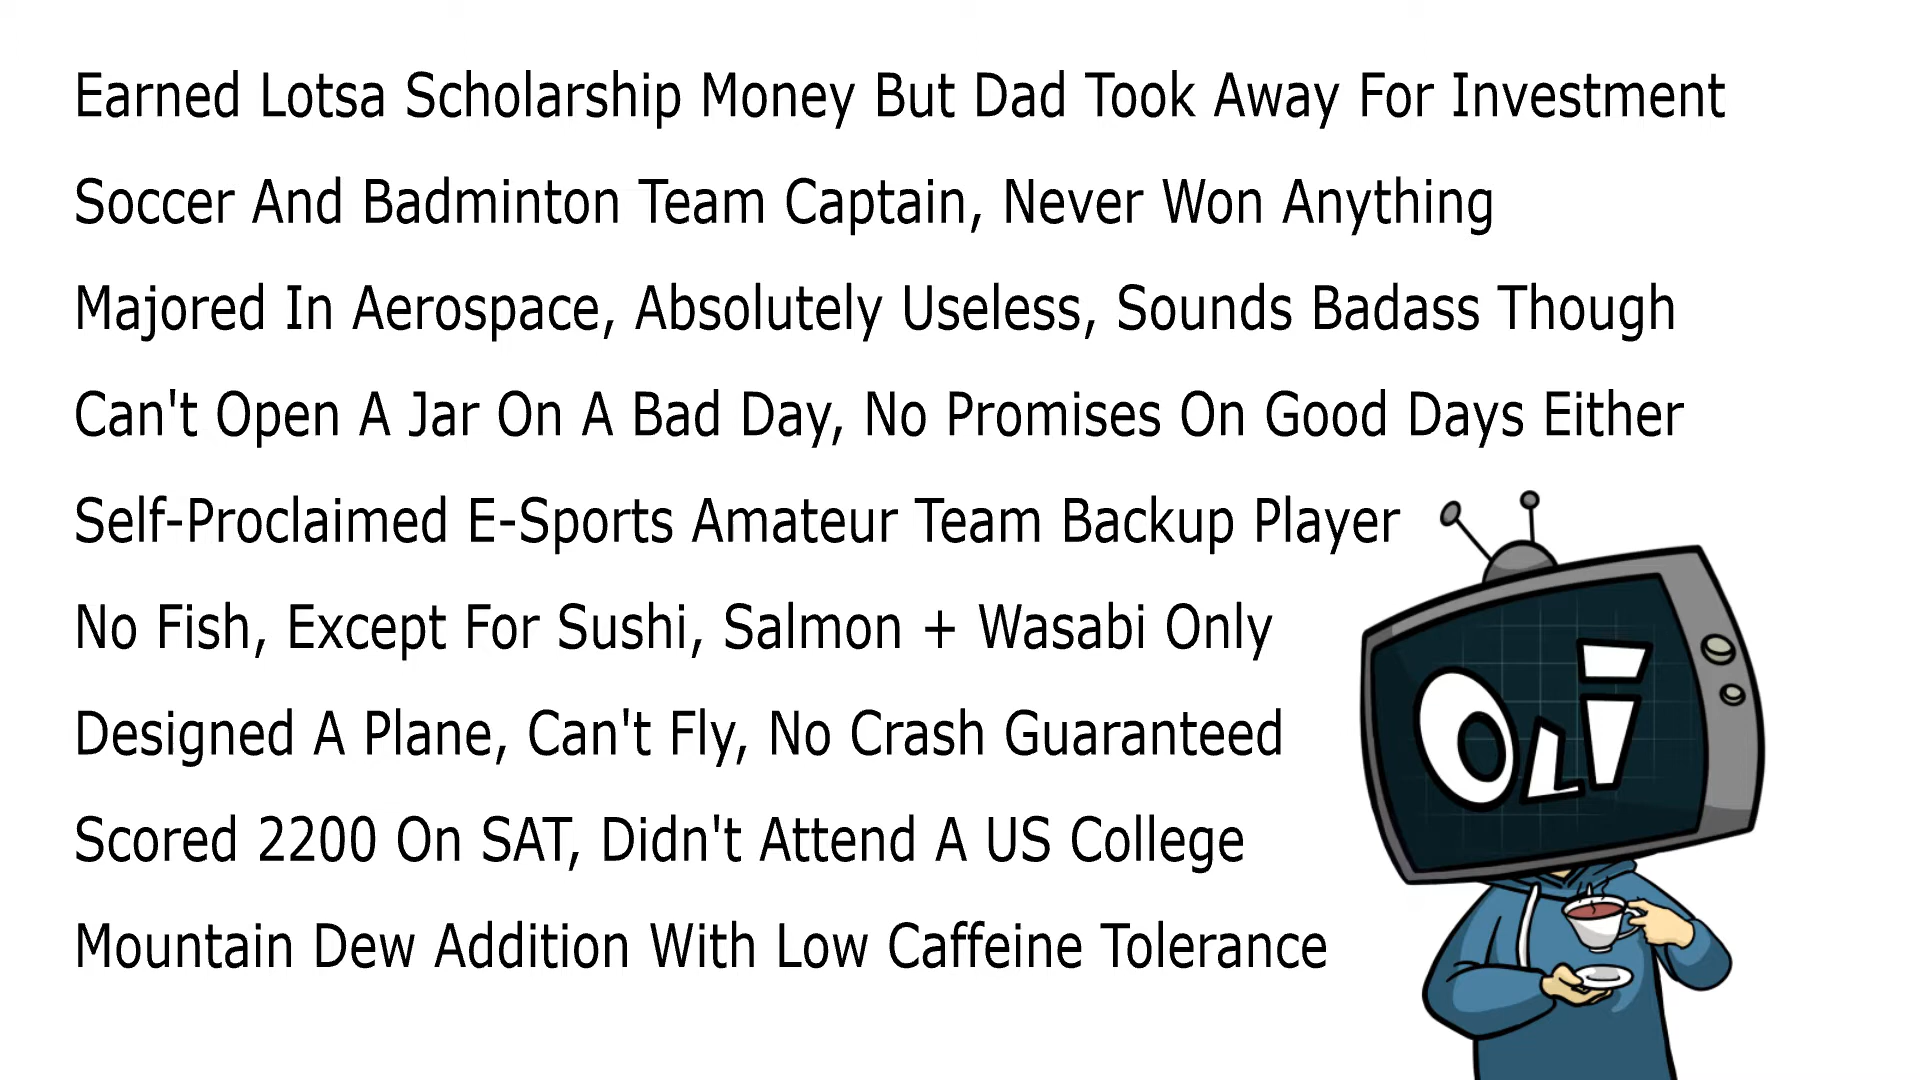 Earned Lotsa Scholarship Money But Dad Took Away For Investment
Soccer And Badminton Team Captain, Never Won Anything
Majored In Aerospace, Absolutely Useless, Sounds Badass Though
Can't Open A Jar On A Bad Day, No Promises On Good Days Either
Self-Proclaimed E-Sports Amateur Team Backup Player
No Fish, Except For Sushi, Salmon + Wasabi Only
Designed A Plane, Can't Fly, No Crash Guaranteed
Scored 2200 On SAT, Didn't Attend A US College
Mountain Dew Addition With Low Caffeine Tolerance
OLI